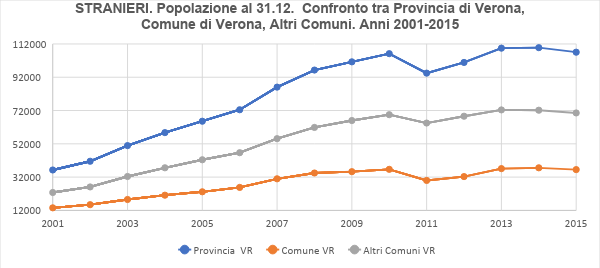 STRANIERI. Popolazione al 31.12. Confronto tra Provincia di Verona,
Comune di Verona, Altri Comuni. Anni 2001-2015
112000
92000
72000
52000
32000
12000
2001 2003 2005 2007 2009 2011 2013 2015
Provincia VR Comune VR Altri Comuni VR